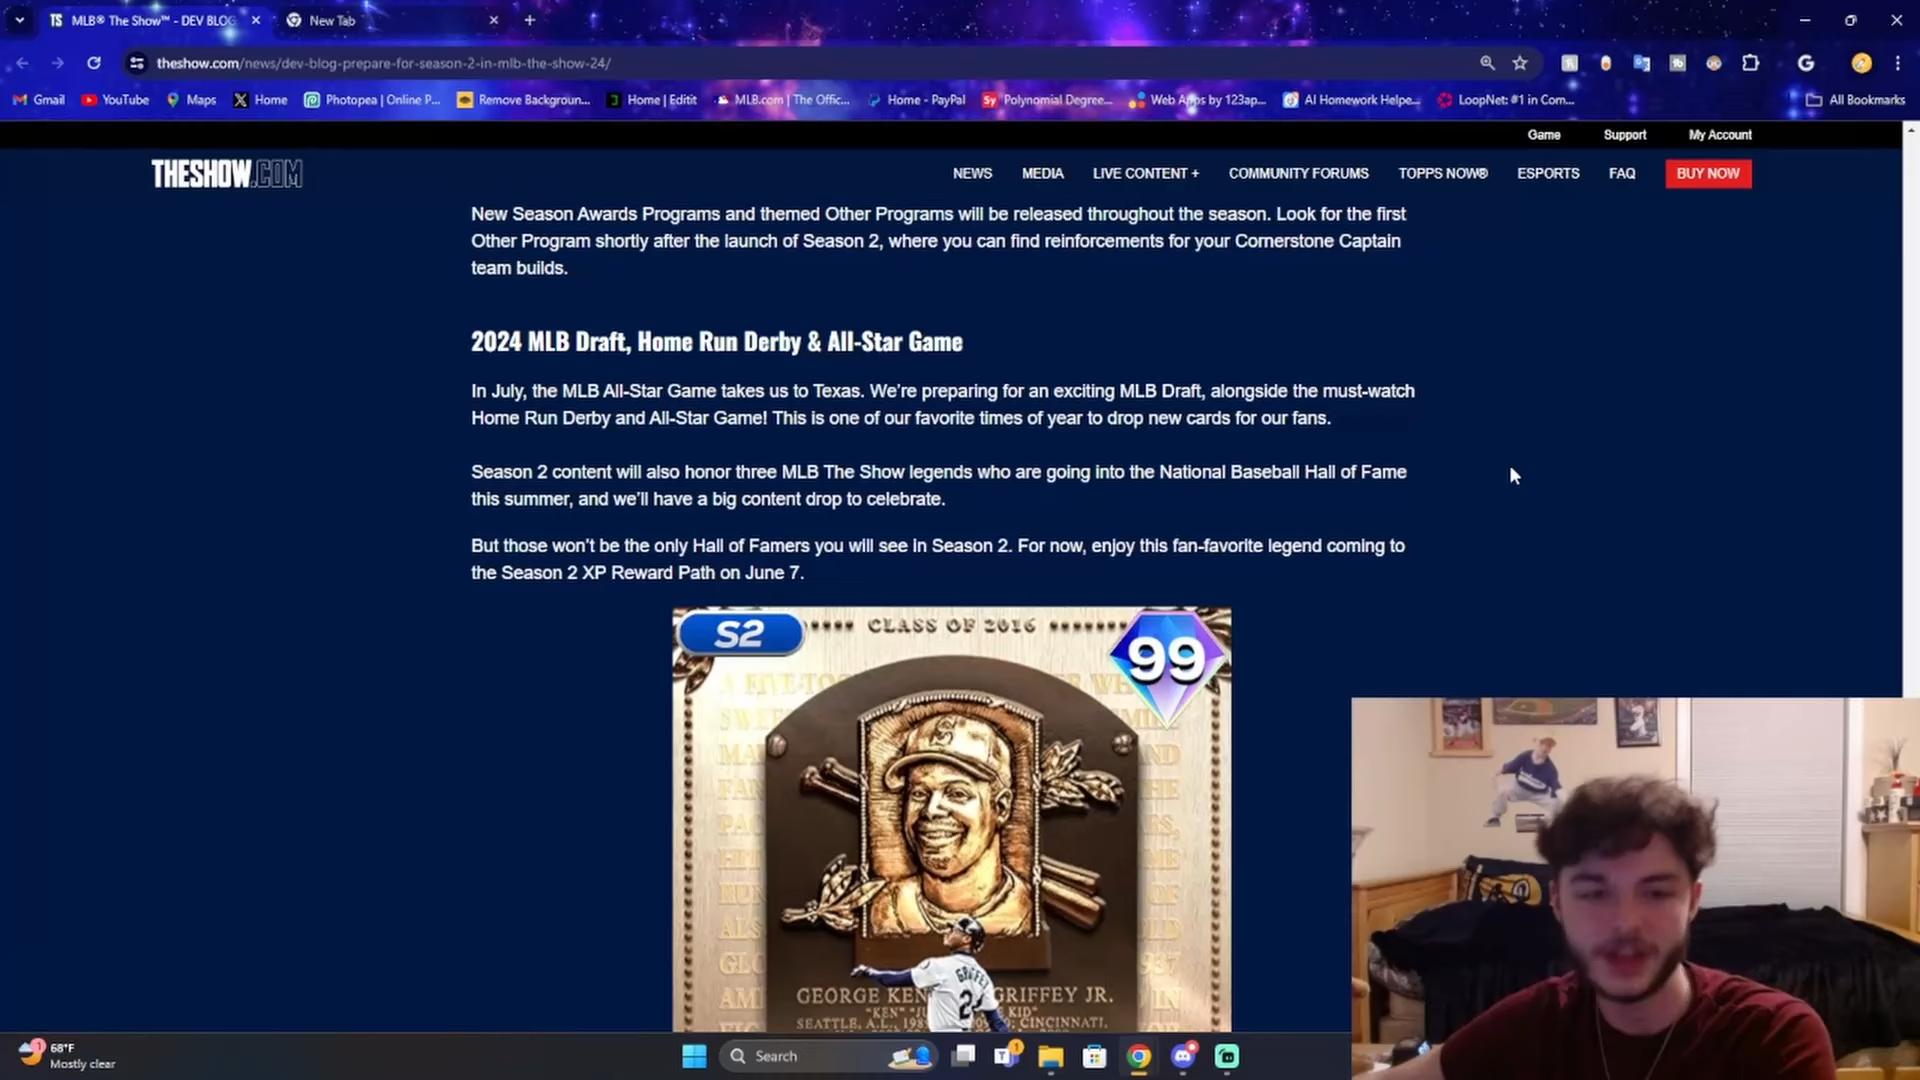 MLB® The Show™ - DEV BLOG
New Tab
theshow.com/news/dev-blog-prepare-for-season-2-in-mlb-the-show-24/
Gmail
YouTube
Maps
Home
Photopea | Online P...
Remove Backgroun...
Home | Editit
MLB.com | The Offic...
Home - PayPal
Polynomial Degree...
Web Apps by 123ap...
AI Homework Helpe...
LoopNet: #1 in Com...
All Bookmarks
Game
Support
My Account
THESHOW.COM
NEWS
MEDIA
LIVE CONTENT +
COMMUNITY FORUMS
TOPPS NOW®
ESPORTS
FAQ
BUY NOW
New Season Awards Programs and themed Other Programs will be released throughout the season. Look for the first
Other Program shortly after the launch of Season 2, where you can find reinforcements for your Cornerstone Captain
team builds.
2024 MLB Draft, Home Run Derby & All-Star Game
In July, the MLB All-Star Game takes us to Texas. We're preparing for an exciting MLB Draft, alongside the must-watch
Home Run Derby and All-Star Game! This is one of our favorite times of year to drop new cards for our fans.
Season 2 content will also honor three MLB The Show legends who are going into the National Baseball Hall of Fame
this summer, and we'll have a big content drop to celebrate.
But those won't be the only Hall of Famers you will see in Season 2. For now, enjoy this fan-favorite legend coming to
the Season 2 XP Reward Path on June 7.
S2
CLASS OF 2016
99
GEORGE KEN GRIFFEY JR.
GRIFFEY
KID"
SEATTLE, A.L., CINCINNATI,
68°F
Mostly clear
Search